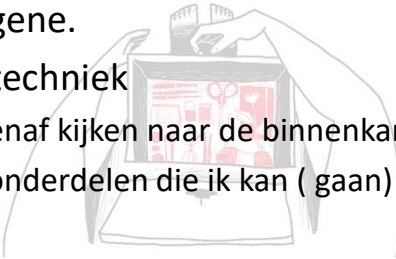 gene.
techniek
enaf kijken naar de binnenkan
onderdelen die ik kan ( gaan)